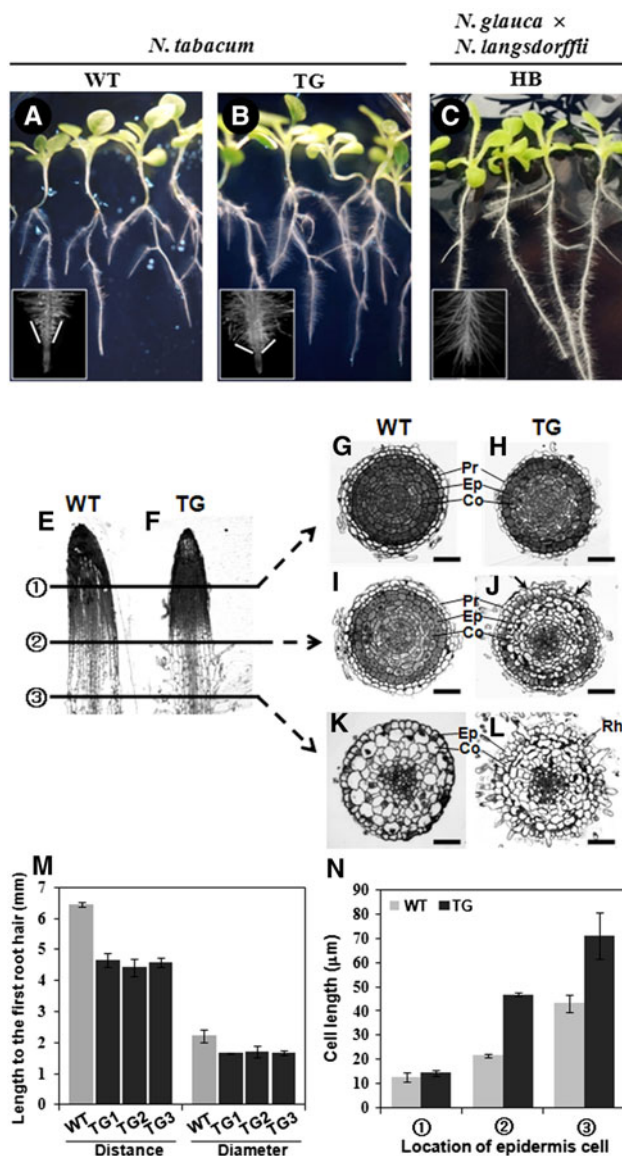 N. tabacum
N. glauca ×
N. langsdorffii
WT
TG
HB
A
B
C
WT
TG
E
F
WT
TG
G
H
Pr
Ep
Co
①
I
J
Pr
Ep
Co
②
③
K
L
Ep
Co
Rh
M
Length to the first root hair (mm)
7
6
5
4
3
2
1
0
WT TG1 TG2 TG3 WT TG1 TG2 TG3
Distance Diameter
N
WT TG
Cell length (μm)
90
80
70
60
50
40
30
20
10
0
① ② ③
Location of epidermis cell